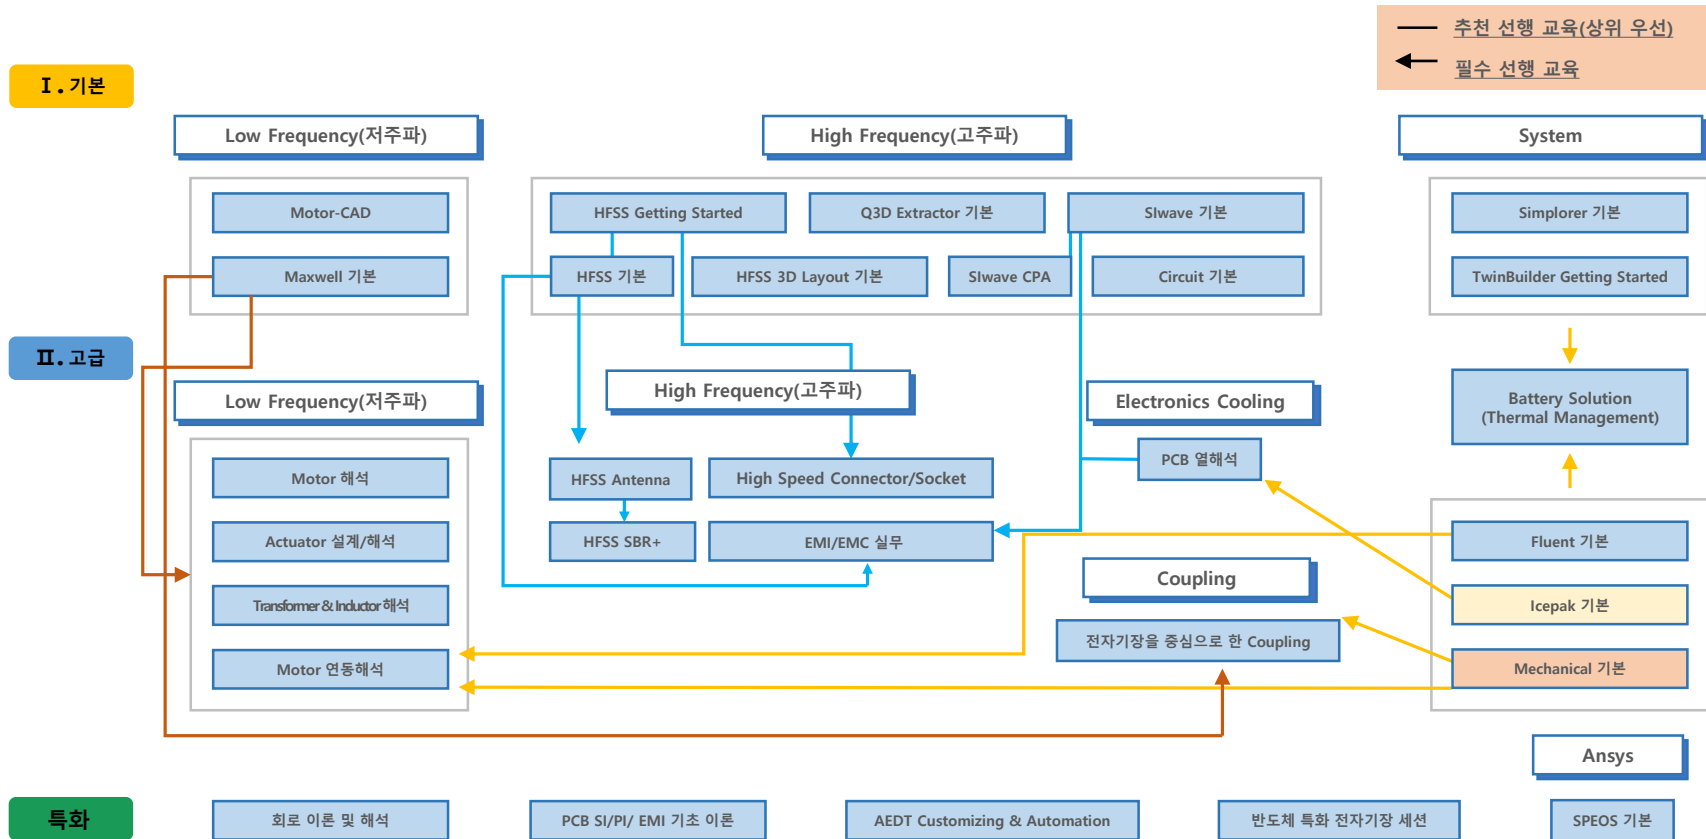 추천 선행 교육(상위 우선)
필수 선행 교육
Ⅰ.기본
Low Frequency(저주파)
High Frequency(고주파)
System
Motor-CAD
HFSS Getting Started
Q3D Extractor 기본
SIwave 기본
Simplorer 기본
Maxwell 기본
HFSS 기본
HFSS 3D Layout 기본
SIwave CPA
Circuit 기본
TwinBuilder Getting Started
Ⅱ.고급
Low Frequency(저주파)
High Frequency(고주파)
Electronics Cooling
Battery Solution
(Thermal Management)
Motor 해석
HFSS Antenna
High Speed Connector/Socket
PCB 열해석
Actuator 설계/해석
HFSS SBR+
EMI/EMC 실무
Fluent 기본
Coupling
Transformer & Inductor 해석
Icepak 기본
Motor 연동해석
전자기장을 중심으로 한 Coupling
Mechanical 기본
Ansys
특화
회로 이론 및 해석
PCB SI/PI/ EMI 기초 이론
AEDT Customizing & Automation
반도체 특화 전자기장 세션
SPEOS 기본